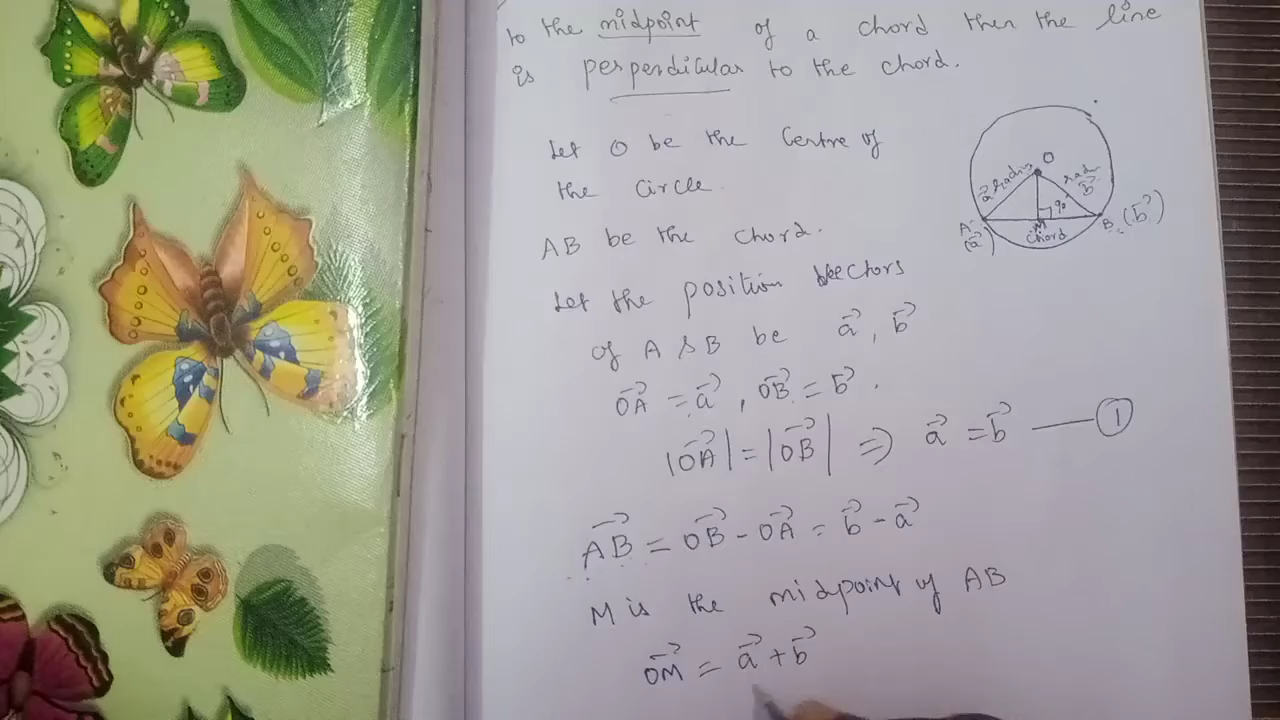 to the midpoint of a chord then the line
is perpendicular to the chord.
Let O be the Centre of
the circle.
AB be the chord.
Let the position vectors
of A & B be a⃗, b⃗
OA⃗ = a⃗, OB⃗ = b⃗.
|OA⃗| = |OB⃗| ⇒ a⃗ = b⃗ — ①
AB⃗ = OB⃗ - OA⃗ = b⃗ - a⃗
M is the midpoint of AB
OM⃗ = a⃗ + b⃗
O
a⃗ radius
b⃗
90°
A
(a⃗)
M
chord
B (b⃗)